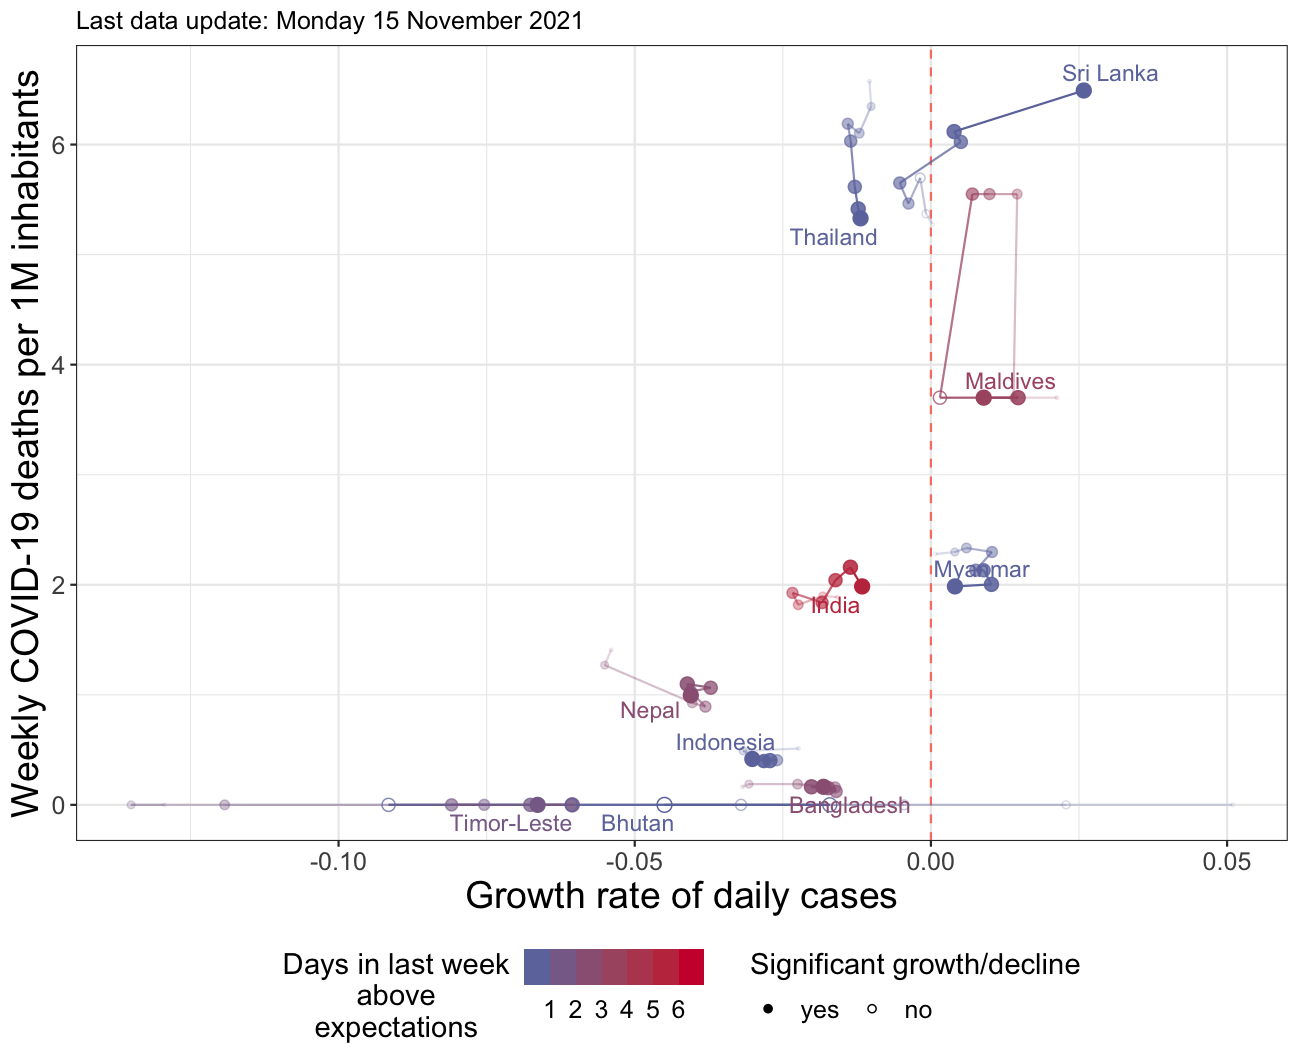 Last data update: Monday 15 November 2021
Weekly COVID-19 deaths per 1M inhabitants
6
4
2
0
Sri Lanka
Thailand
Maldives
Myanmar
India
Nepal
Indonesia
Bangladesh
Timor-Leste
Bhutan
-0.10
-0.05
0.00
0.05
Growth rate of daily cases
Days in last week
above
expectations
1 2 3 4 5 6
Significant growth/decline
yes no